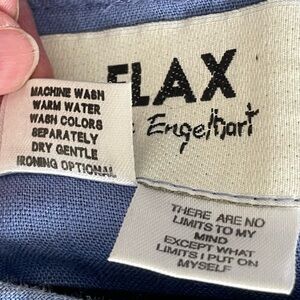 FLAX
Engelhart
MACHINE WASH
WARM WATER
WASH COLORS
SEPARATELY
DRY GENTLE
IRONING OPTIONAL
THERE ARE NO
LIMITS TO MY
MIND
EXCEPT WHAT
LIMITS I PUT ON
MYSELF